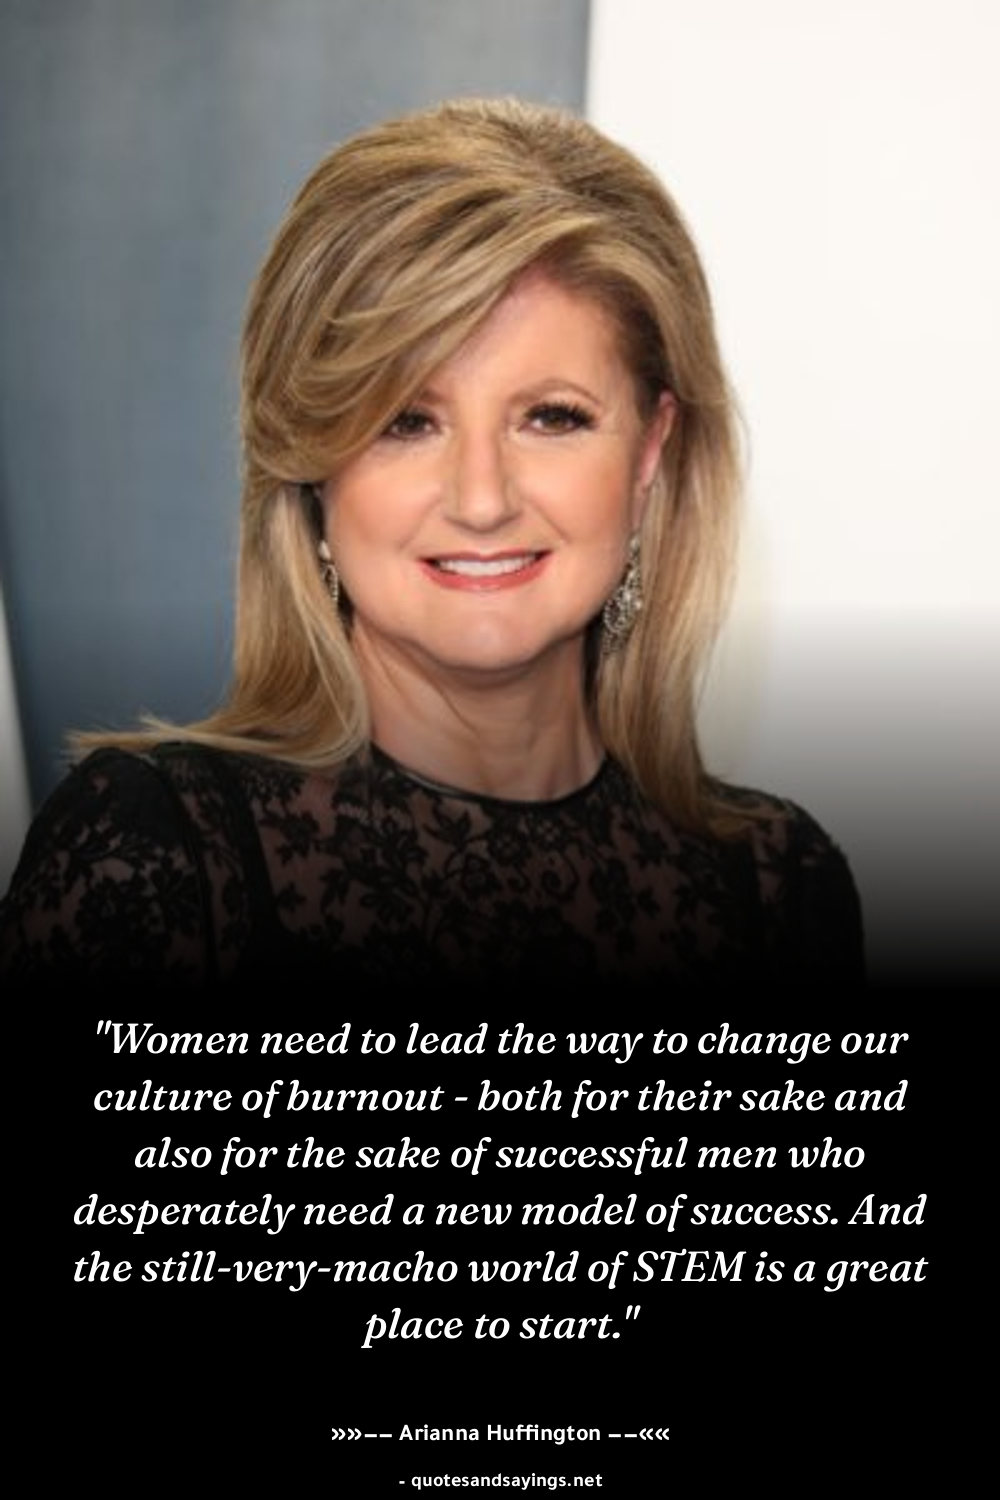 "Women need to lead the way to change our
culture of burnout - both for their sake and
also for the sake of successful men who
desperately need a new model of success. And
the still-very-macho world of STEM is a great
place to start."
»»–– Arianna Huffington ––««
- quotesandsayings.net